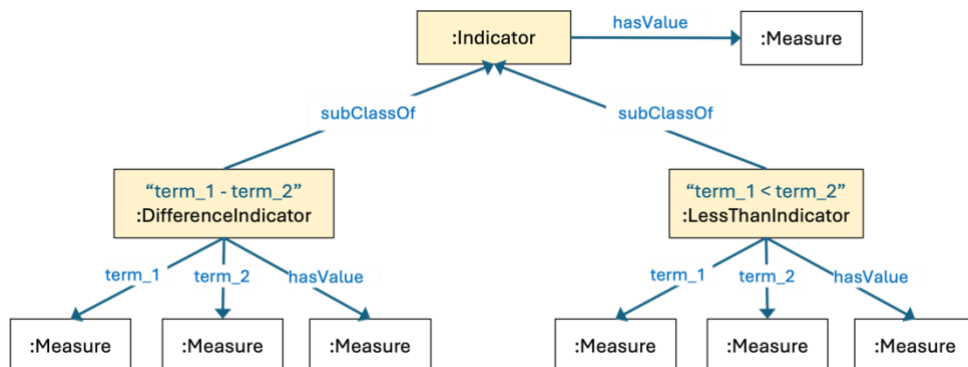 :Indicator
hasValue
:Measure
subClassOf
subClassOf
“term_1 - term_2”
:DifferenceIndicator
“term_1 < term_2”
:LessThanIndicator
term_1
term_2
hasValue
term_1
term_2
hasValue
:Measure
:Measure
:Measure
:Measure
:Measure
:Measure